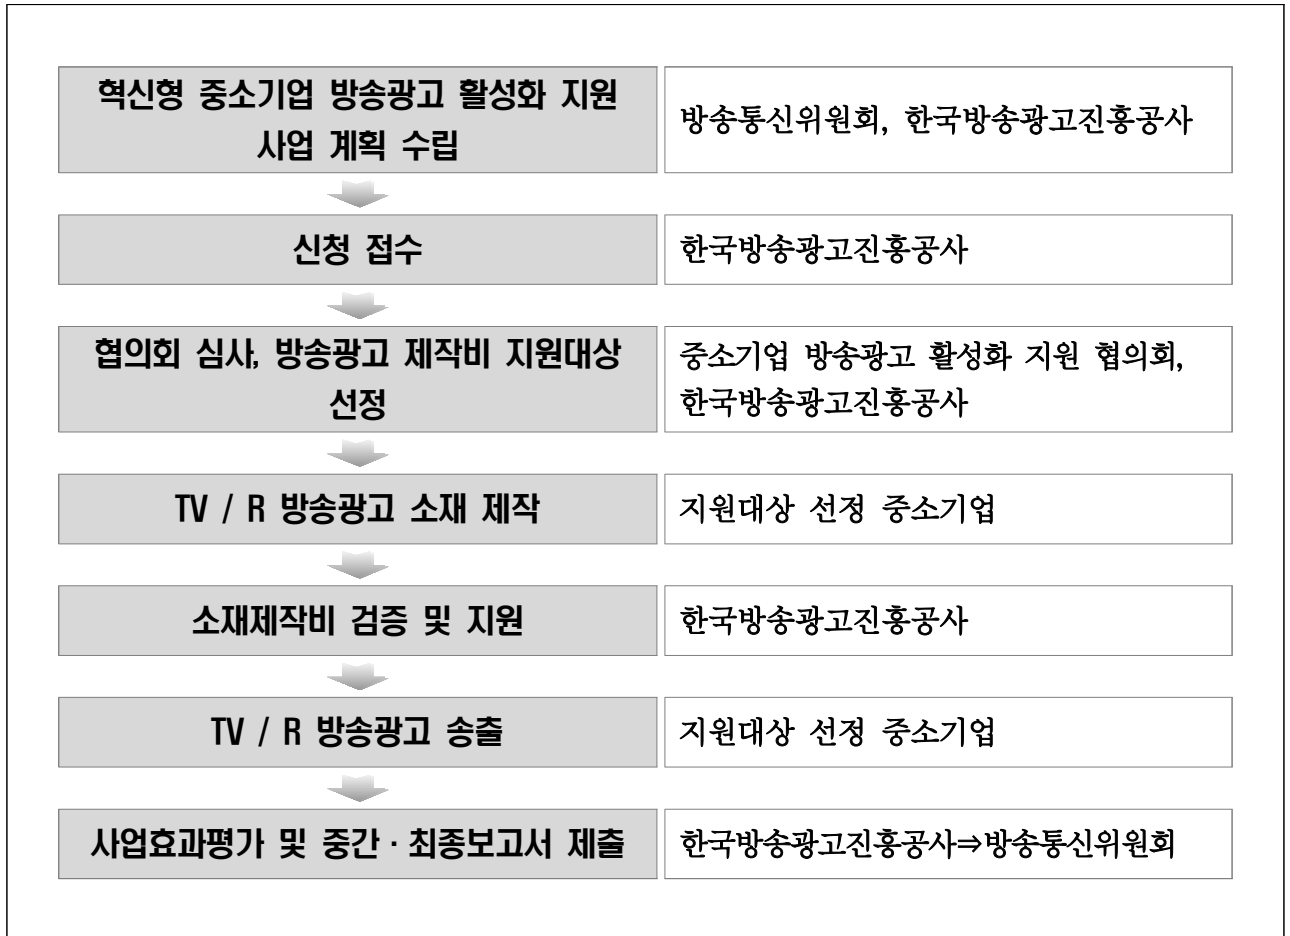 혁신형 중소기업 방송광고 활성화 지원
사업 계획 수립
방송통신위원회, 한국방송광고진흥공사
신청 접수
한국방송광고진흥공사
협의회 심사, 방송광고 제작비 지원대상
선정
중소기업 방송광고 활성화 지원 협의회,
한국방송광고진흥공사
TV / R 방송광고 소재 제작
지원대상 선정 중소기업
소재제작비 검증 및 지원
한국방송광고진흥공사
TV / R 방송광고 송출
지원대상 선정 중소기업
사업효과평가 및 중간·최종보고서 제출
한국방송광고진흥공사⇒방송통신위원회